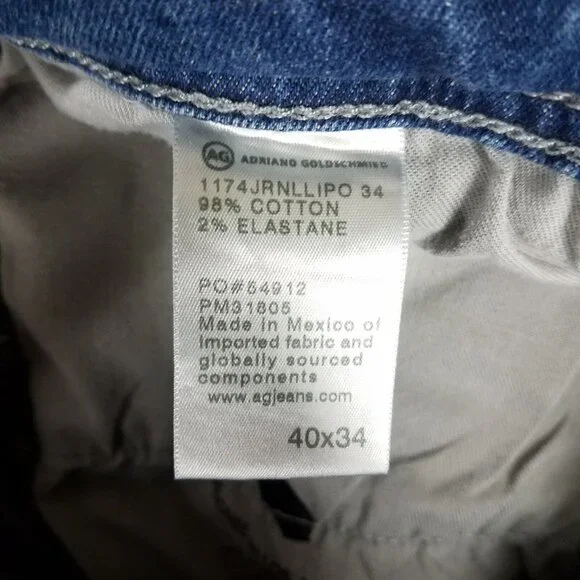 AG ADRIANO GOLDSCHMIED
1174JRNLLIPO 34
98% COTTON
2% ELASTANE
PO#54912
PM31805
Made in Mexico of
imported fabric and
globally sourced
components
www.agjeans.com
40x34